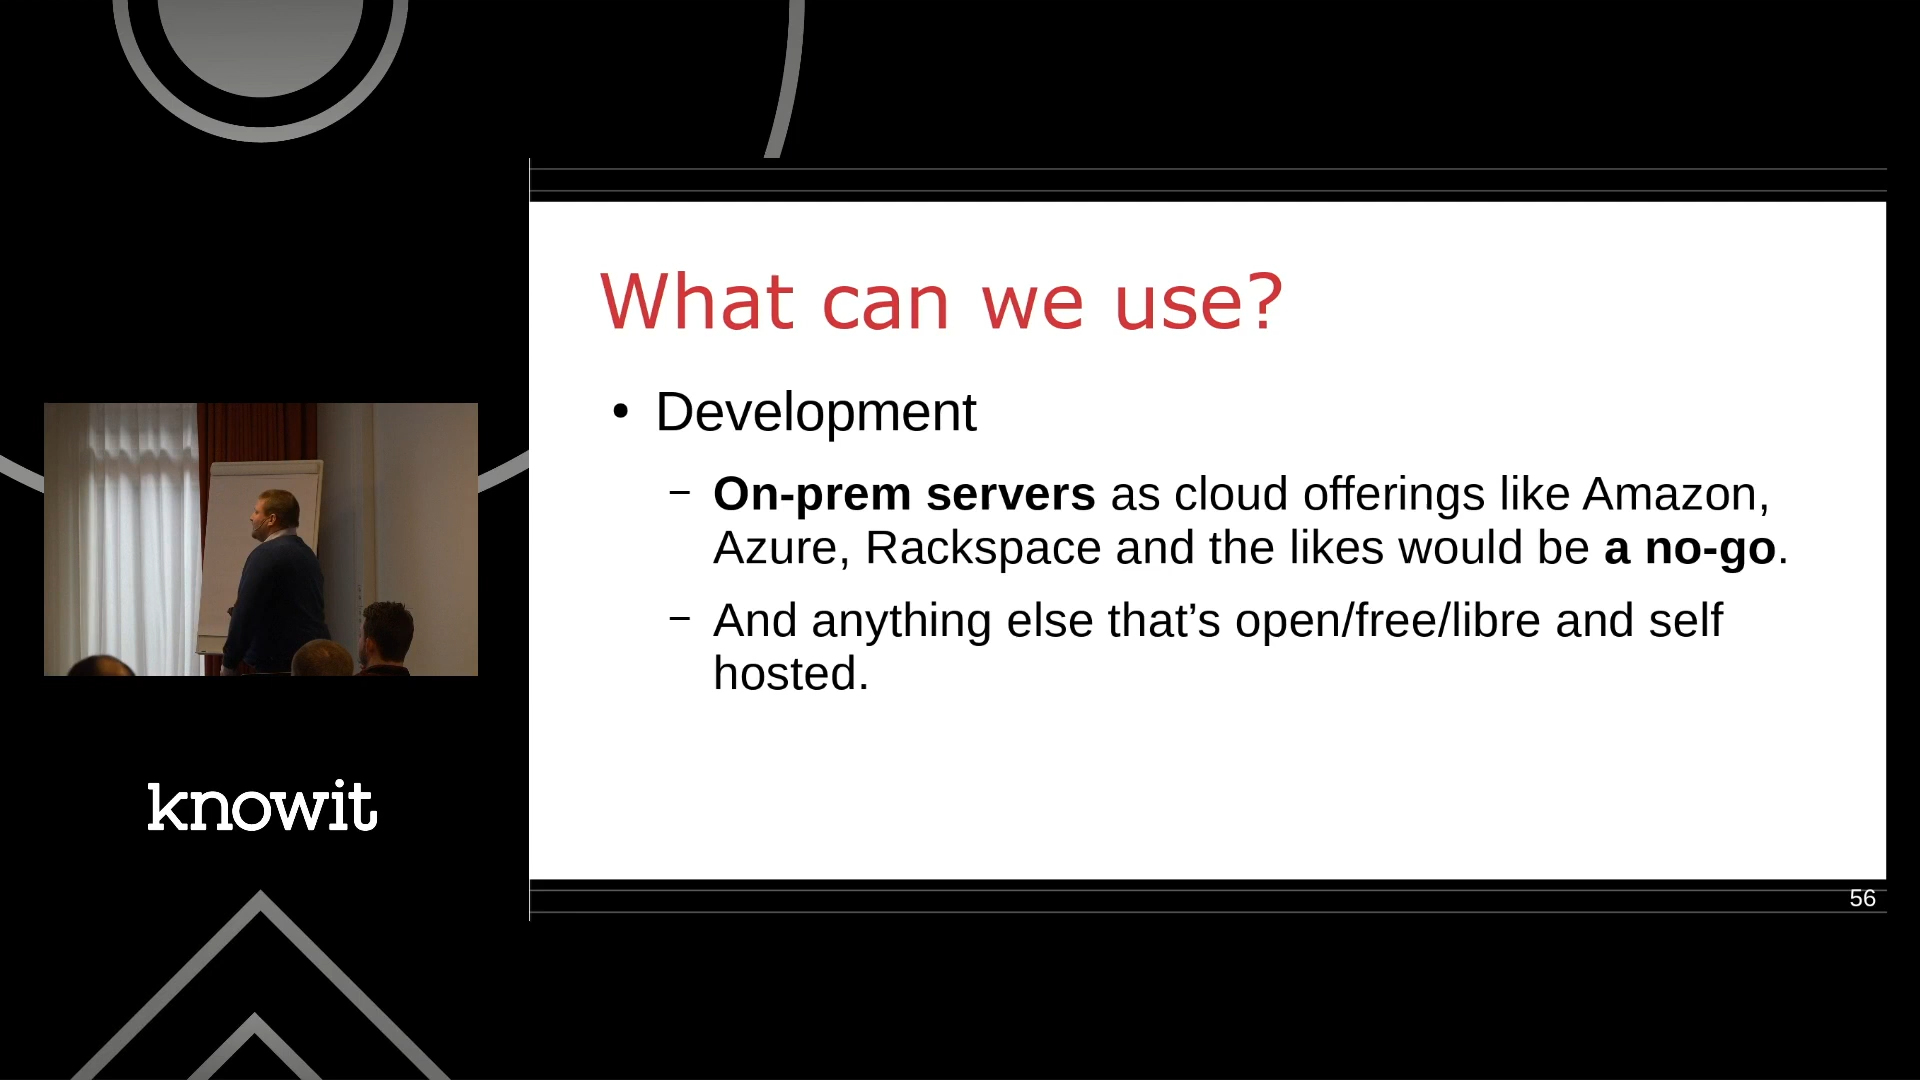 What can we use?
• Development
– On-prem servers as cloud offerings like Amazon,
Azure, Rackspace and the likes would be a no-go.
– And anything else that’s open/free/libre and self
hosted.
knowit
56